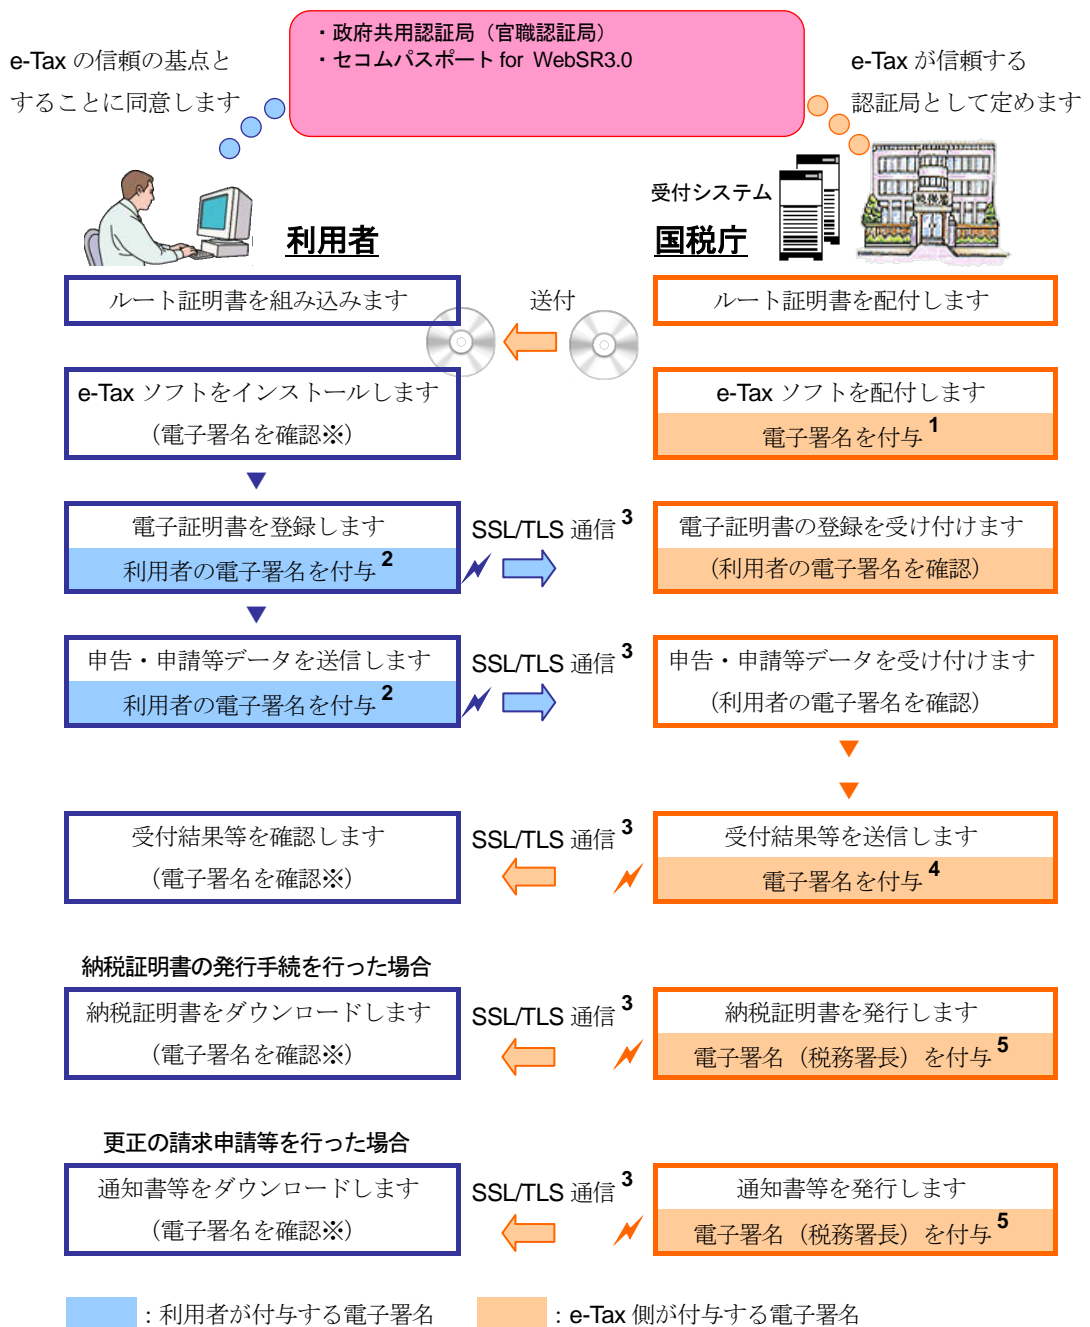 ・政府共用認証局（官職認証局）
・セコムパスポート for WebSR3.0
e-Tax の信頼の基点と
することに同意します
e-Tax が信頼する
認証局として定めます
受付システム
税務署
利用者
国税庁
ルート証明書を組み込みます
送付
ルート証明書を配付します
e-Tax ソフトをインストールします
（電子署名を確認※）
e-Tax ソフトを配付します
電子署名を付与 1
電子証明書を登録します
利用者の電子署名を付与 2
SSL/TLS 通信 3
電子証明書の登録を受け付けます
（利用者の電子署名を確認）
申告・申請等データを送信します
利用者の電子署名を付与 2
SSL/TLS 通信 3
申告・申請等データを受け付けます
（利用者の電子署名を確認）
受付結果等を確認します
（電子署名を確認※）
SSL/TLS 通信 3
受付結果等を送信します
電子署名を付与 4
納税証明書の発行手続を行った場合
納税証明書をダウンロードします
（電子署名を確認※）
SSL/TLS 通信 3
納税証明書を発行します
電子署名（税務署長）を付与 5
更正の請求申請等を行った場合
通知書等をダウンロードします
（電子署名を確認※）
SSL/TLS 通信 3
通知書等を発行します
電子署名（税務署長）を付与 5
：利用者が付与する電子署名
：e-Tax 側が付与する電子署名